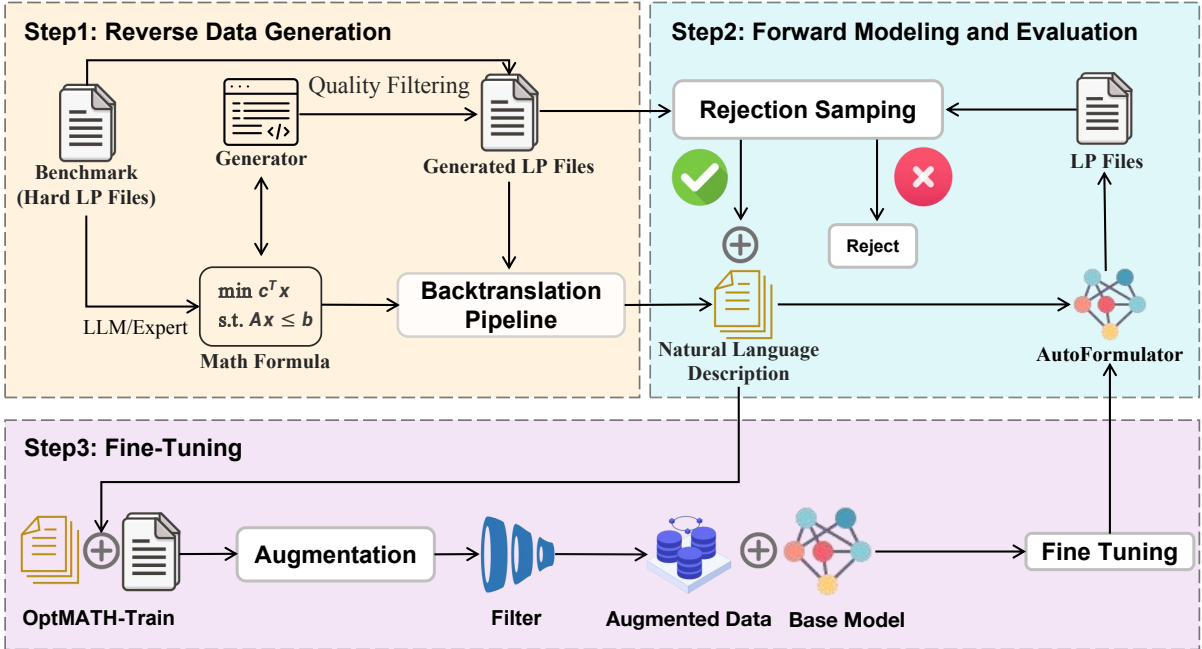 Step1: Reverse Data Generation
Quality Filtering
</>
Generator
Generated LP Files
Benchmark
(Hard LP Files)
LLM/Expert
min cᵀx
s.t. Ax ≤ b
Math Formula
Backtranslation
Pipeline
Step2: Forward Modeling and Evaluation
Rejection Samping
LP Files
Reject
Natural Language
Description
AutoFormulator
Step3: Fine-Tuning
OptMATH-Train
Augmentation
Filter
Augmented Data
Base Model
Fine Tuning